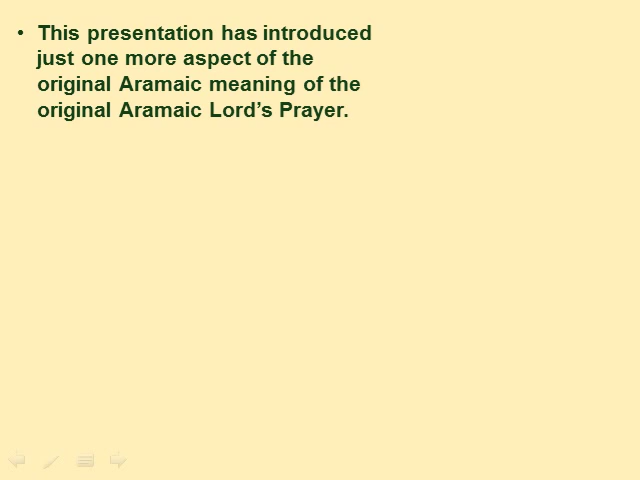 • This presentation has introduced
just one more aspect of the
original Aramaic meaning of the
original Aramaic Lord’s Prayer.